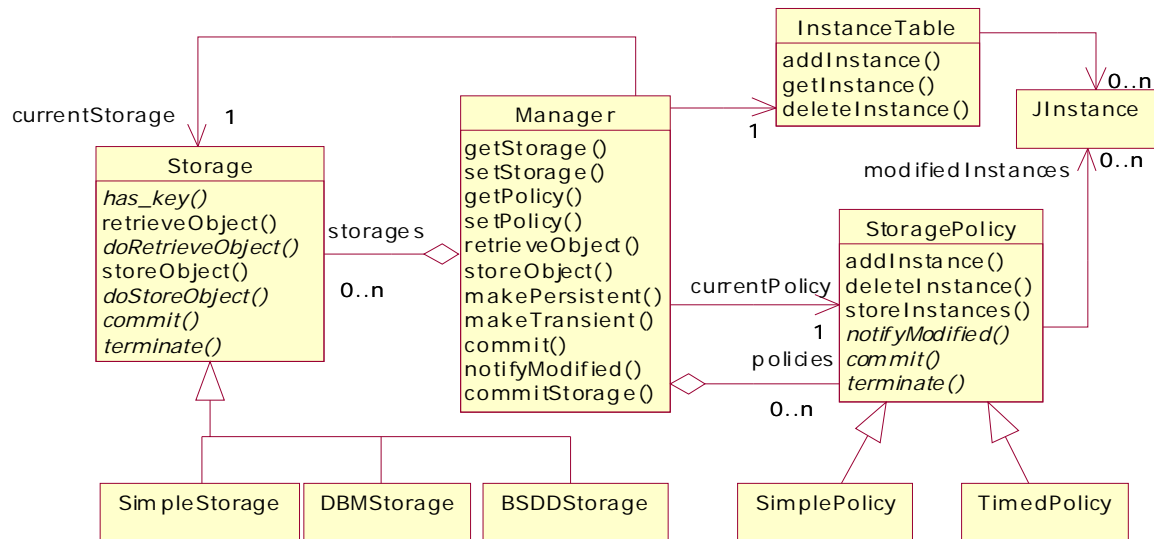 InstanceTable
addInstance()
getInstance()
deleteInstance()
0..n
JInstance
0..n
modifiedInstances
currentStorage
1
Manager
getStorage()
setStorage()
getPolicy()
setPolicy()
retrieveObject()
storeObject()
makePersistent()
makeTransient()
commit()
notifyModified()
commitStorage()
1
Storage
has_key()
retrieveObject()
doRetrieveObject()
storeObject()
doStoreObject()
commit()
terminate()
storages
0..n
StoragePolicy
addInstance()
deleteInstance()
storeInstances()
notifyModified()
commit()
terminate()
currentPolicy
1
policies
0..n
SimpleStorage
DBMStorage
BSDDStorage
SimplePolicy
TimedPolicy